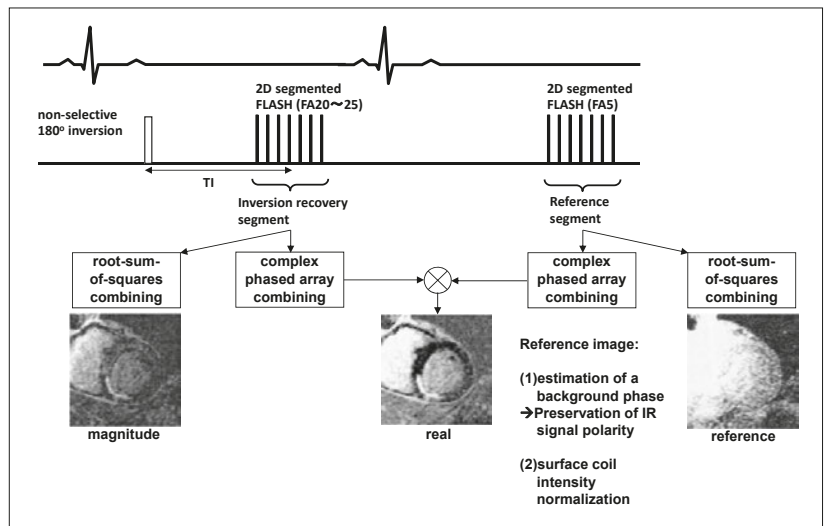 2D segmented
FLASH (FA20～25)
2D segmented
FLASH (FA5)
non-selective
180º inversion
TI
Inversion recovery
segment
Reference
segment
root-sum-
of-squares
combining
complex
phased array
combining
complex
phased array
combining
root-sum-
of-squares
combining
magnitude
real
Reference image:
(1)estimation of a
background phase
→Preservation of IR
signal polarity
(2)surface coil
intensity
normalization
reference